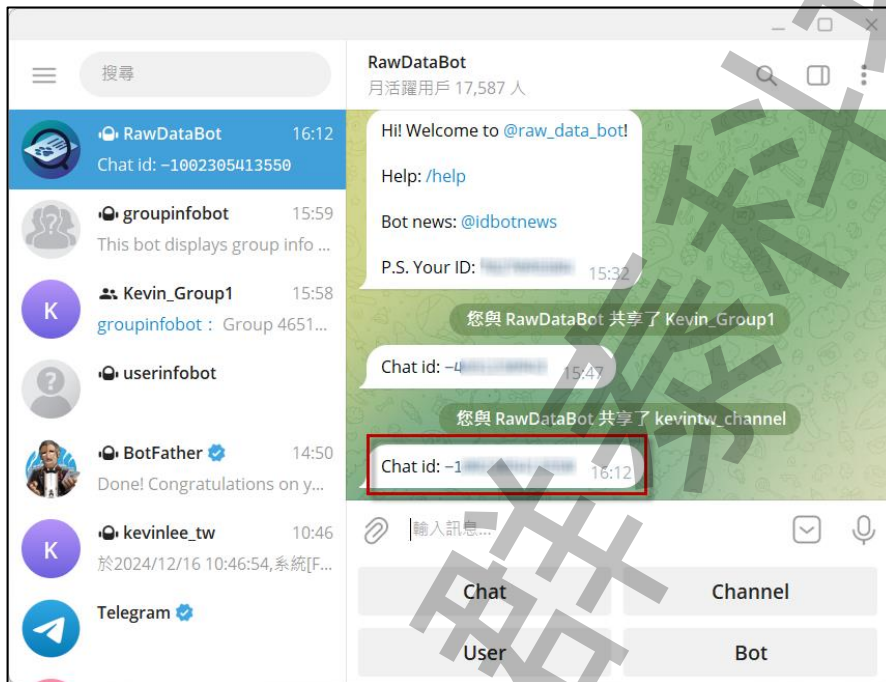 搜尋
RawDataBot 16:12
Chat id: −1002305413550
groupinfobot 15:59
This bot displays group info ...
K
Kevin_Group1 15:58
groupinfobot： Group 4651...
userinfobot
BotFather 14:50
Done! Congratulations on y...
K
kevinlee_tw 10:46
於2024/12/16 10:46:54,系統[F...
Telegram
RawDataBot
月活躍用戶 17,587 人
Hi! Welcome to @raw_data_bot!
Help: /help
Bot news: @idbotnews
P.S. Your ID: 15:32
您與 RawDataBot 共享了 Kevin_Group1
Chat id: −4 15:47
您與 RawDataBot 共享了 kevintw_channel
Chat id: −1 16:12
輸入訊息...
Chat Channel
User Bot